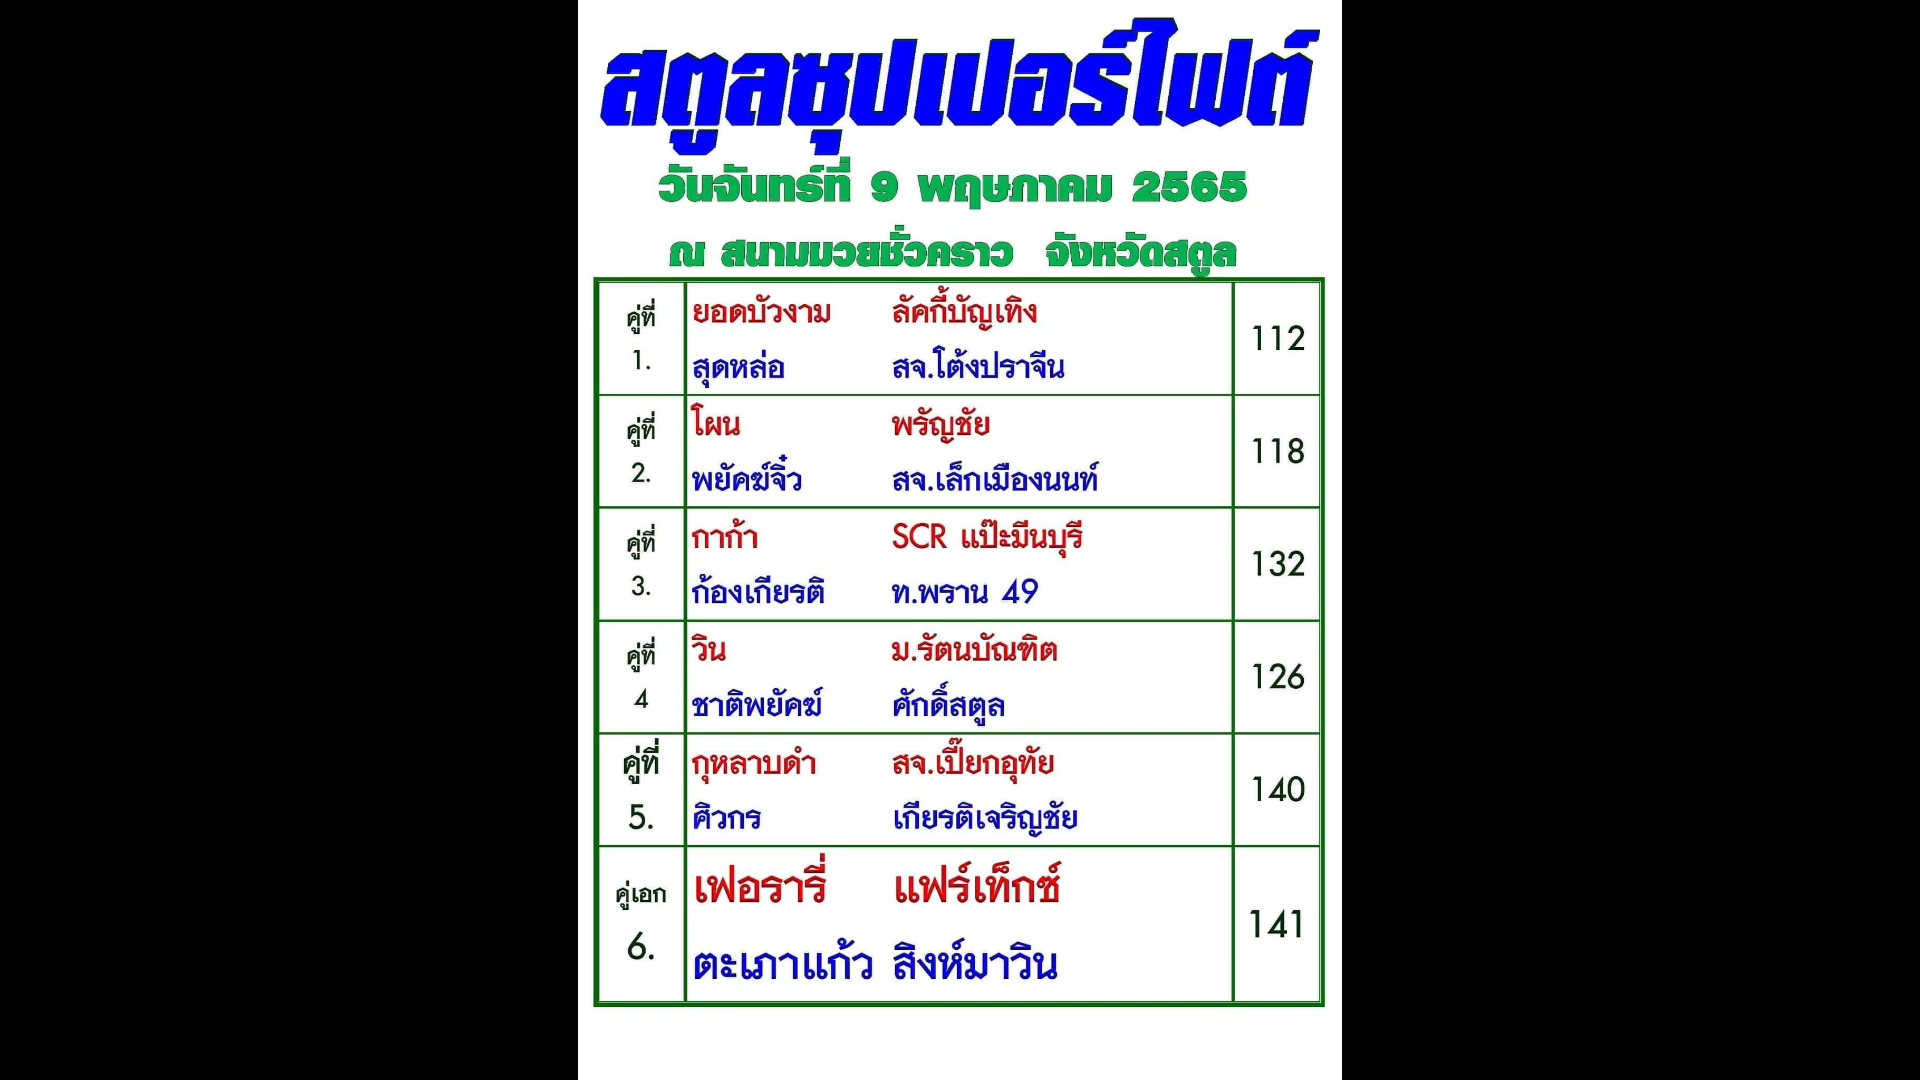 สตูลซุปเปอร์ไฟต์
วันจันทร์ที่ 9 พฤษภาคม 2565
ณ สนามมวยชั่วคราว จังหวัดสตูล
คู่ที่ 1.
ยอดบัวงาม ลัคกี้บัญเทิง
สุดหล่อ สจ.โต้งปราจีน
112
คู่ที่ 2.
โผน พรัญชัย
พยัคฆ์จิ๋ว สจ.เล็กเมืองนนท์
118
คู่ที่ 3.
กาก้า SCR แป๊ะมีนบุรี
ก้องเกียรติ ท.พราน 49
132
คู่ที่ 4
วิน ม.รัตนบัณฑิต
ชาติพยัคฆ์ ศักดิ์สตูล
126
คู่ที่ 5.
กุหลาบดำ สจ.เปี๊ยกอุทัย
ศิวกร เกียรติเจริญชัย
140
คู่เอก 6.
เฟอรารี่ แฟร์เท็กซ์
ตะเภาแก้ว สิงห์มาวิน
141